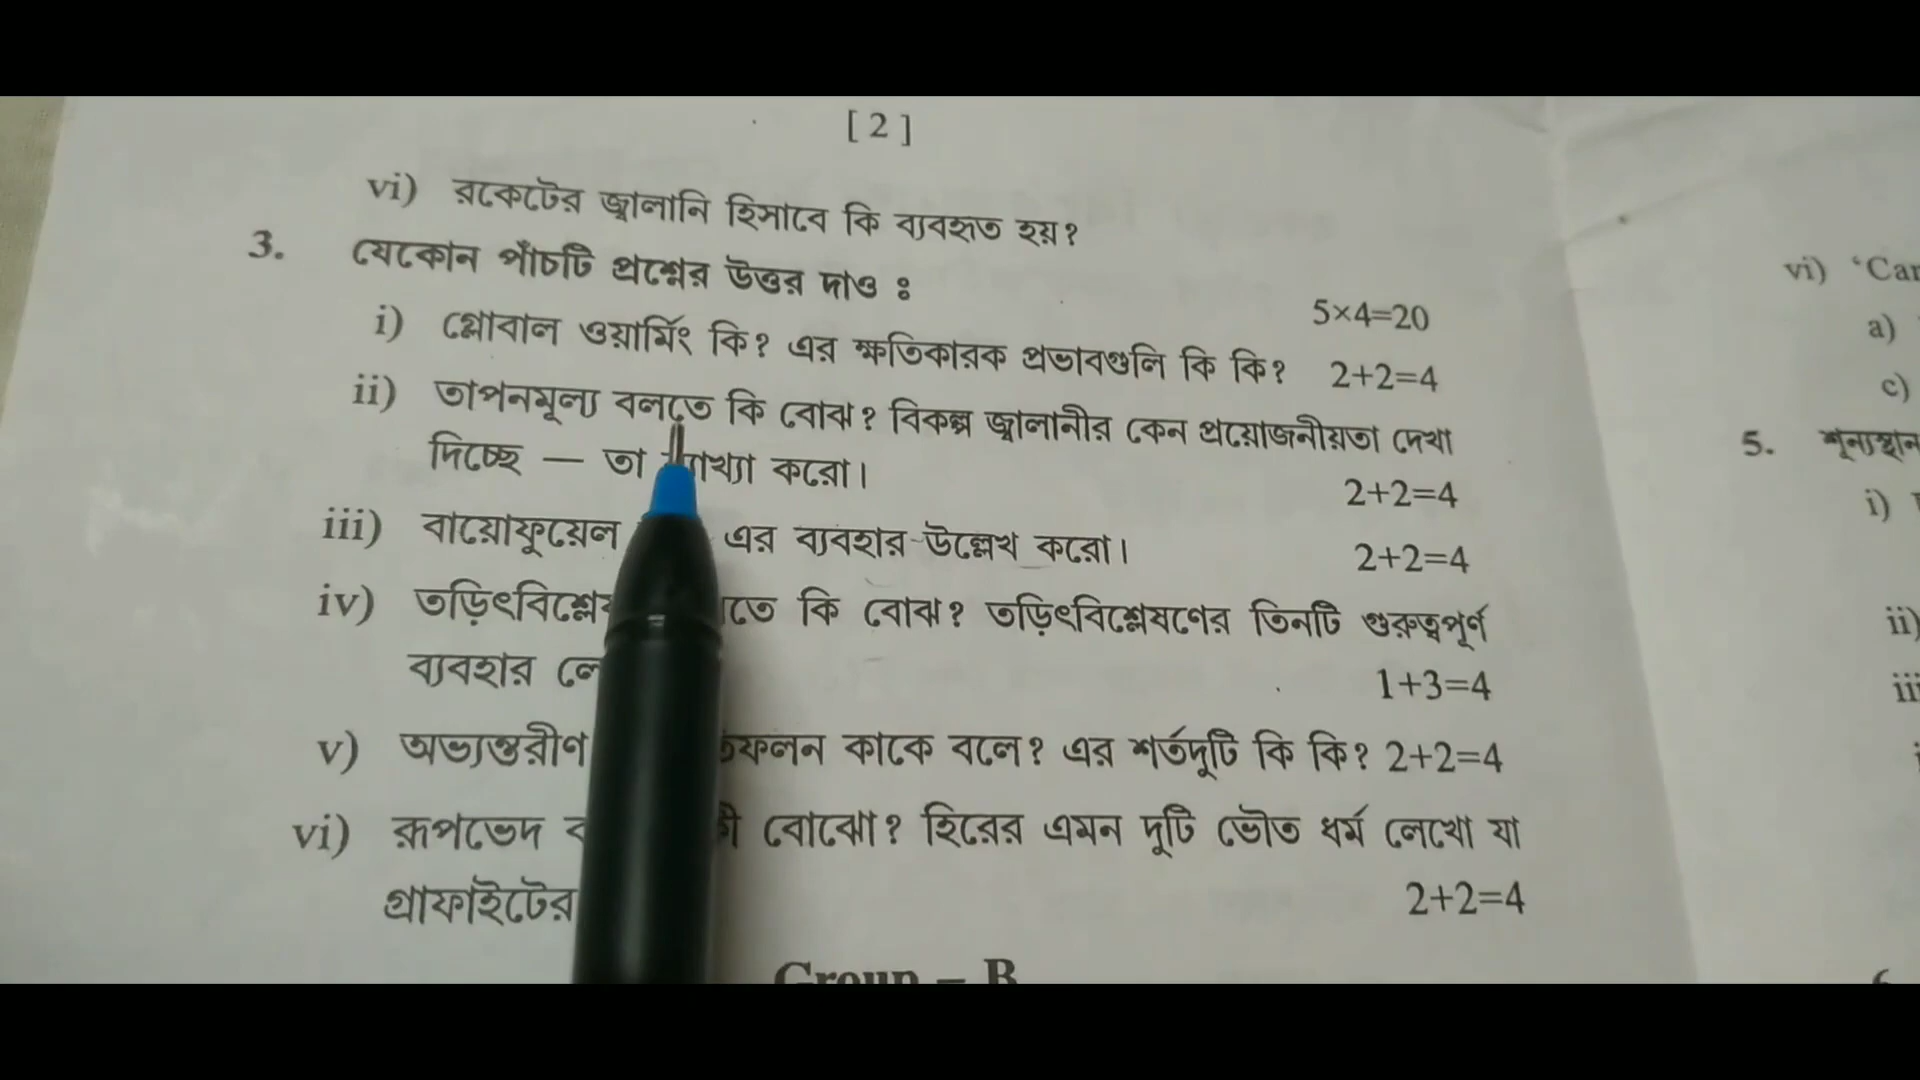 [ 2 ]
vi) রকেটের জ্বালানি হিসাবে কি ব্যবহৃত হয়?
3. যেকোন পাঁচটি প্রশ্নের উত্তর দাও ঃ 5×4=20
i) গ্লোবাল ওয়ার্মিং কি? এর ক্ষতিকারক প্রভাবগুলি কি কি? 2+2=4
ii) তাপনমূল্য বলতে কি বোঝ? বিকল্প জ্বালানীর কেন প্রয়োজনীয়তা দেখা
দিচ্ছে — তা করো। 2+2=4
iii) বায়োফুয়েল এর ব্যবহার উল্লেখ করো। 2+2=4
iv) কি বোঝ? তড়িৎবিশ্লেষণের তিনটি গুরুত্বপূর্ণ
ব্যবহার 1+3=4
v) অভ্যন্তরীণ কাকে বলে? এর শর্তদুটি কি কি? 2+2=4
vi) রূপভেদ বোঝো? হিরের এমন দুটি ভৌত ধর্ম লেখো যা
গ্রাফাইটের 2+2=4
Group – B
vi)
a)
c)
5.
i)
ii)